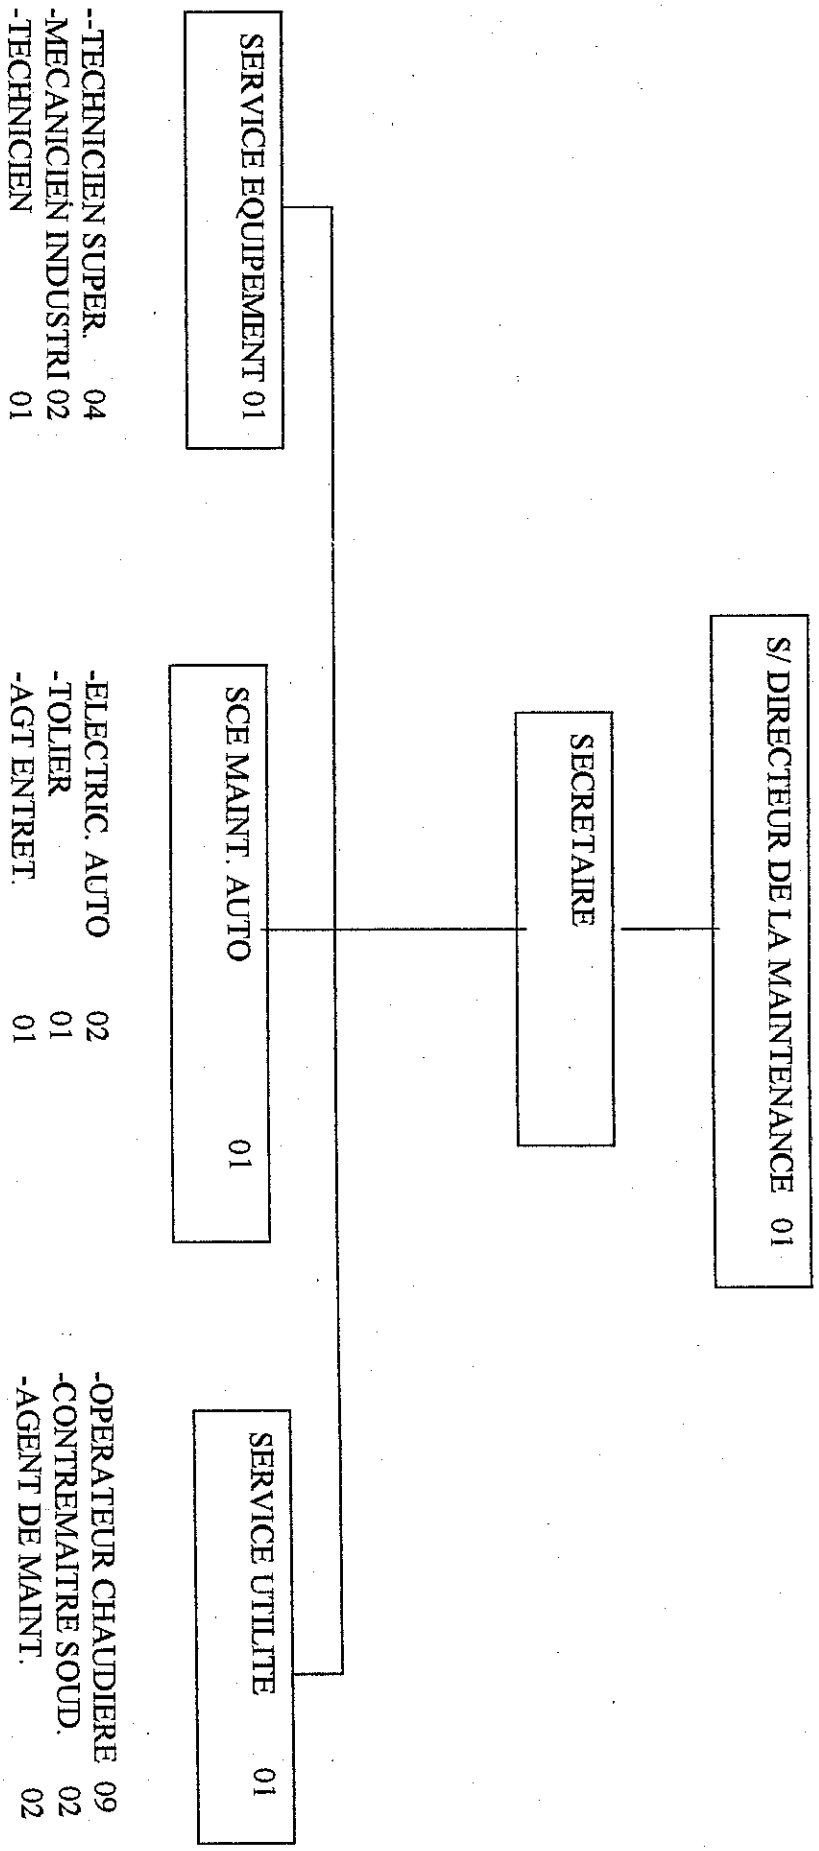 S/ DIRECTEUR DE LA MAINTENANCE 01
SECRETAIRE
SERVICE EQUIPEMENT 01
SCE MAINT. AUTO 01
SERVICE UTILITE 01
--TECHNICIEN SUPER. 04
-MECANICIEN INDUSTRI 02
-TECHNICIEN 01
-ELECTRIC. AUTO 02
-TOLIER 01
-AGT ENTRET. 01
-OPERATEUR CHAUDIERE 09
-CONTREMAITRE SOUD. 02
-AGENT DE MAINT. 02